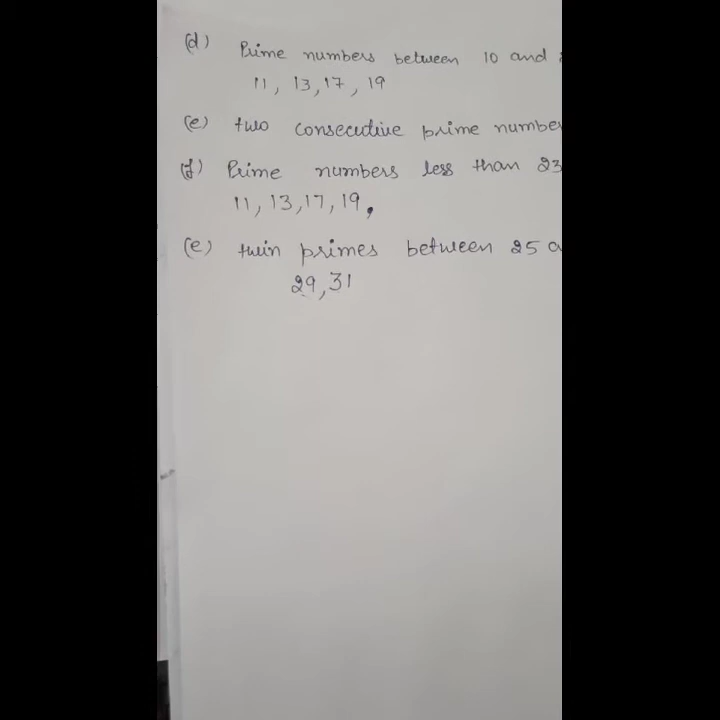 (d) Prime numbers between 10 and
11, 13, 17, 19
(e) two consecutive prime number
(f) Prime numbers less than 23
11, 13, 17, 19,
(e) twin primes between 25 a
29, 31